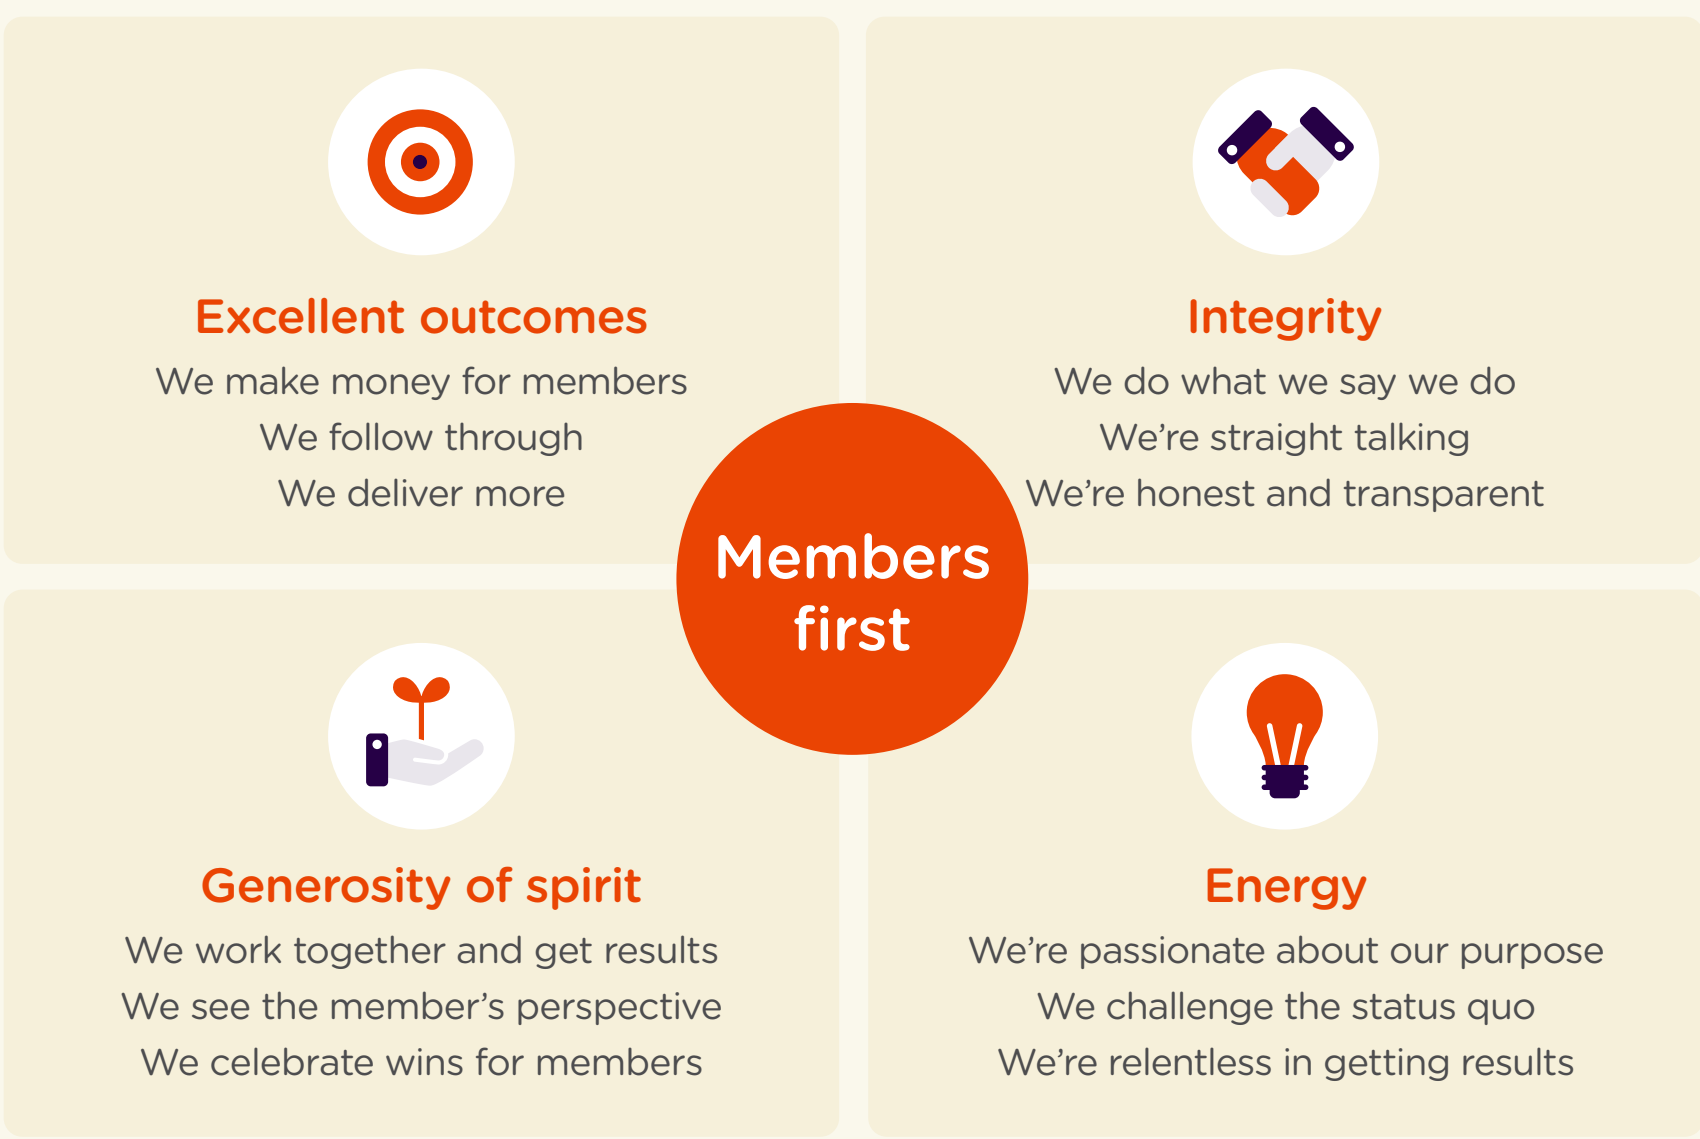 Excellent outcomes
We make money for members
We follow through
We deliver more
Integrity
We do what we say we do
We’re straight talking
We’re honest and transparent
Members
first
Generosity of spirit
We work together and get results
We see the member’s perspective
We celebrate wins for members
Energy
We’re passionate about our purpose
We challenge the status quo
We’re relentless in getting results